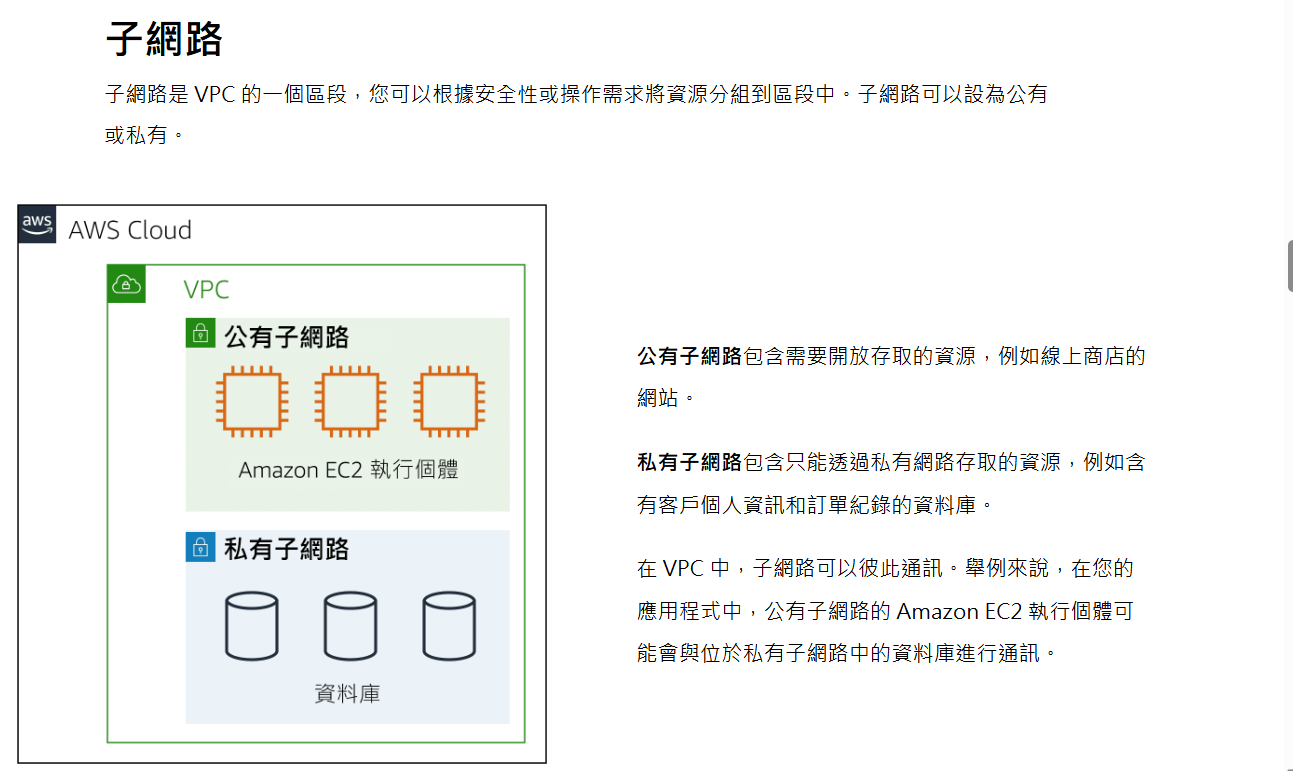 子網路
子網路是 VPC 的一個區段，您可以根據安全性或操作需求將資源分組到區段中。子網路可以設為公有
或私有。
aws
AWS Cloud
VPC
公有子網路
Amazon EC2 執行個體
私有子網路
資料庫
公有子網路包含需要開放存取的資源，例如線上商店的
網站。
私有子網路包含只能透過私有網路存取的資源，例如含
有客戶個人資訊和訂單紀錄的資料庫。
在 VPC 中，子網路可以彼此通訊。舉例來說，在您的
應用程式中，公有子網路的 Amazon EC2 執行個體可
能會與位於私有子網路中的資料庫進行通訊。